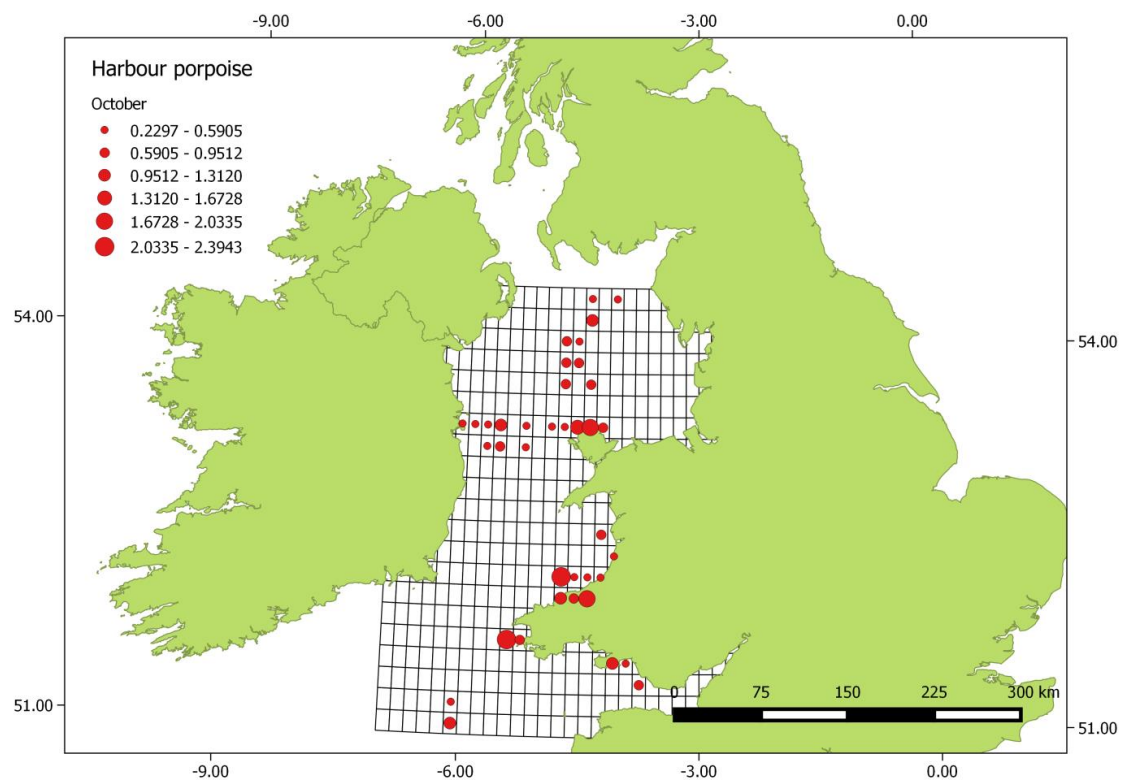 -9.00 -6.00 -3.00 0.00
Harbour porpoise
October
0.2297 - 0.5905
0.5905 - 0.9512
0.9512 - 1.3120
1.3120 - 1.6728
1.6728 - 2.0335
2.0335 - 2.3943
54.00
54.00
0 75 150 225 300 km
51.00
51.00
-9.00 -6.00 -3.00 0.00